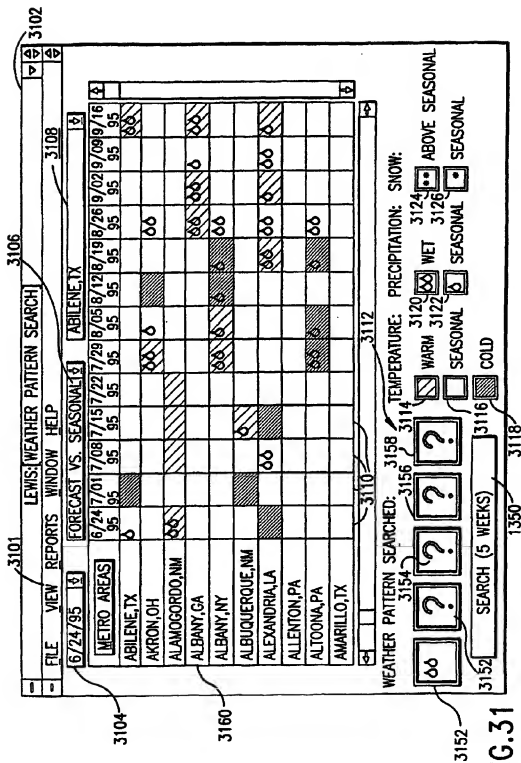 3101
3102
LEWIS:[WEATHER PATTERN SEARCH]
FILE VIEW REPORTS WINDOW HELP
3104
3106
3108
6/24/95
FORECAST VS. SEASONAL
ABILENE,TX
METRO AREAS
6/24 95
7/01 95
7/08 95
7/15 95
7/22 95
7/29 95
8/05 95
8/12 95
8/19 95
8/26 95
9/02 95
9/09 95
9/16 95
ABILENE,TX
AKRON,OH
ALAMOGORDO,NM
ALBANY,GA
3160
ALBANY,NY
ALBUQUERQUE,NM
ALEXANDRIA,LA
ALLENTON,PA
ALTOONA,PA
AMARILLO,TX
3110
3112
WEATHER PATTERN SEARCHED:
3154
3156
3158
? ? ? ?
3152
3152
SEARCH (5 WEEKS)
1350
TEMPERATURE:
3114
WARM
3116
SEASONAL
3118
COLD
PRECIPITATION:
3120
WET
3122
SEASONAL
SNOW:
3124
ABOVE SEASONAL
3126
SEASONAL
G.31